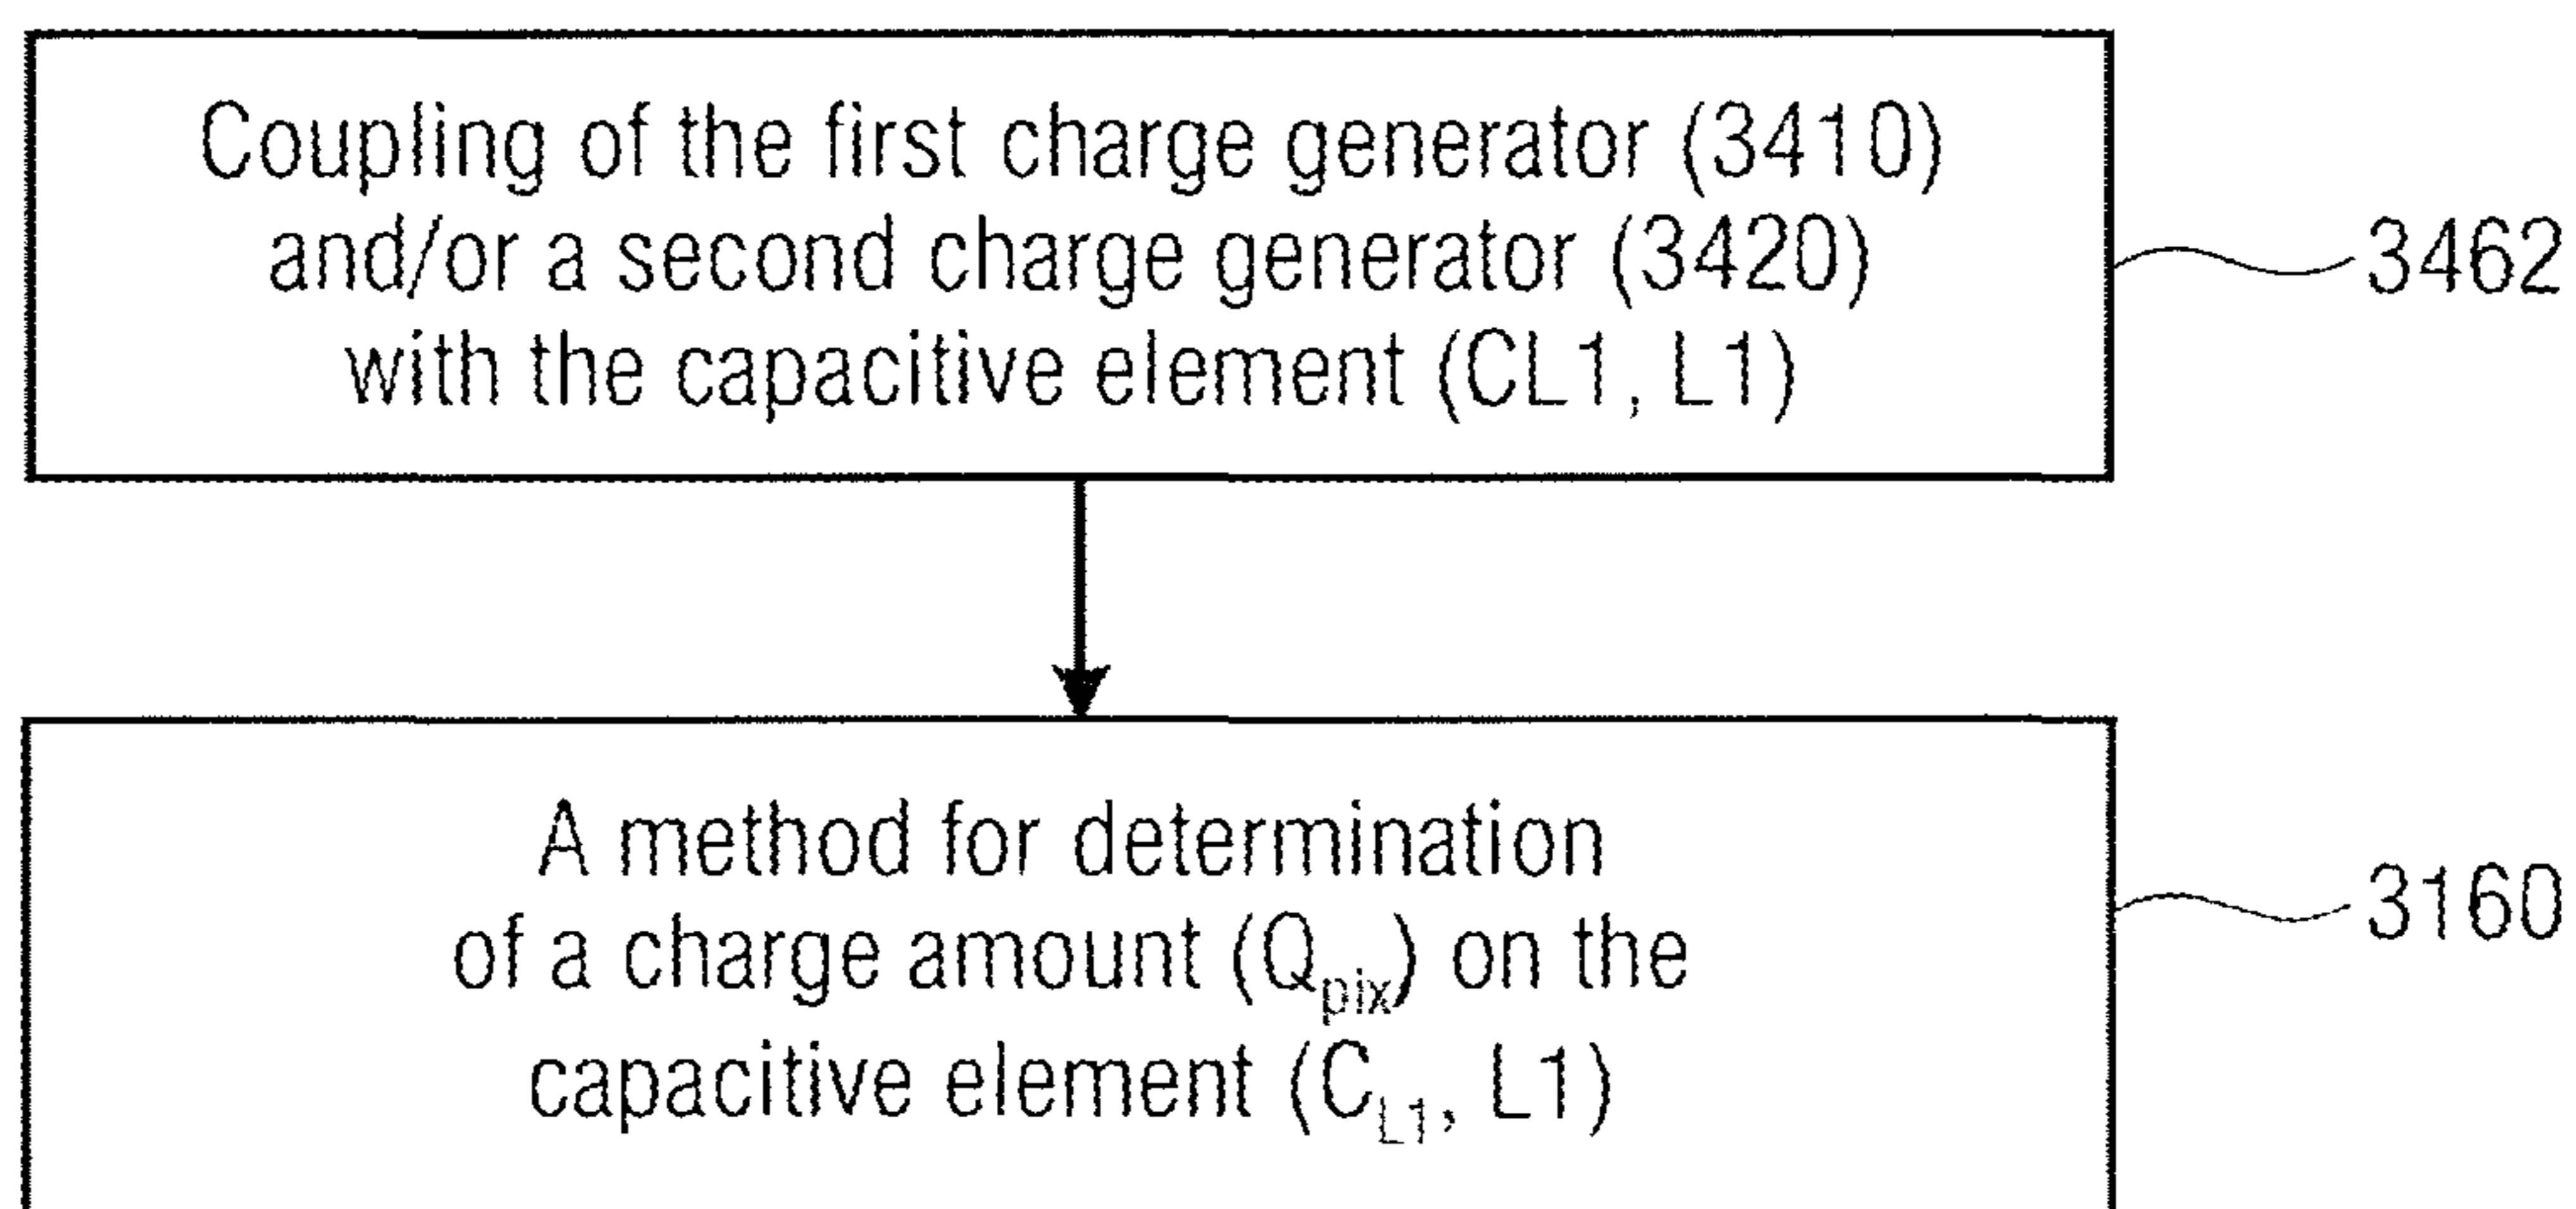 Coupling of the first charge generator (3410)
and/or a second charge generator (3420)
with the capacitive element (CL1, L1)
3462
A method for determination
of a charge amount (Qpix) on the
capacitive element (CL1, L1)
3160